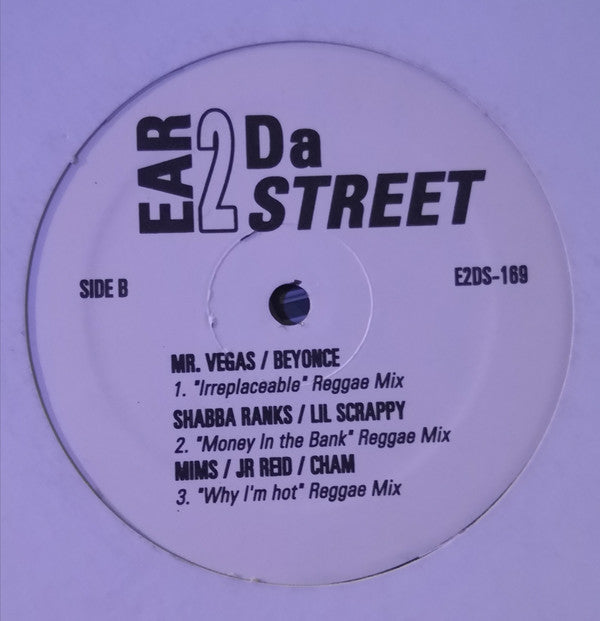 EAR 2 Da
STREET
SIDE B
E2DS-169
MR. VEGAS / BEYONCE
1. "Irreplaceable" Reggae Mix
SHABBA RANKS / LIL SCRAPPY
2. "Money In the Bank" Reggae Mix
MIMS / JR REID / CHAM
3. "Why I'm hot" Reggae Mix